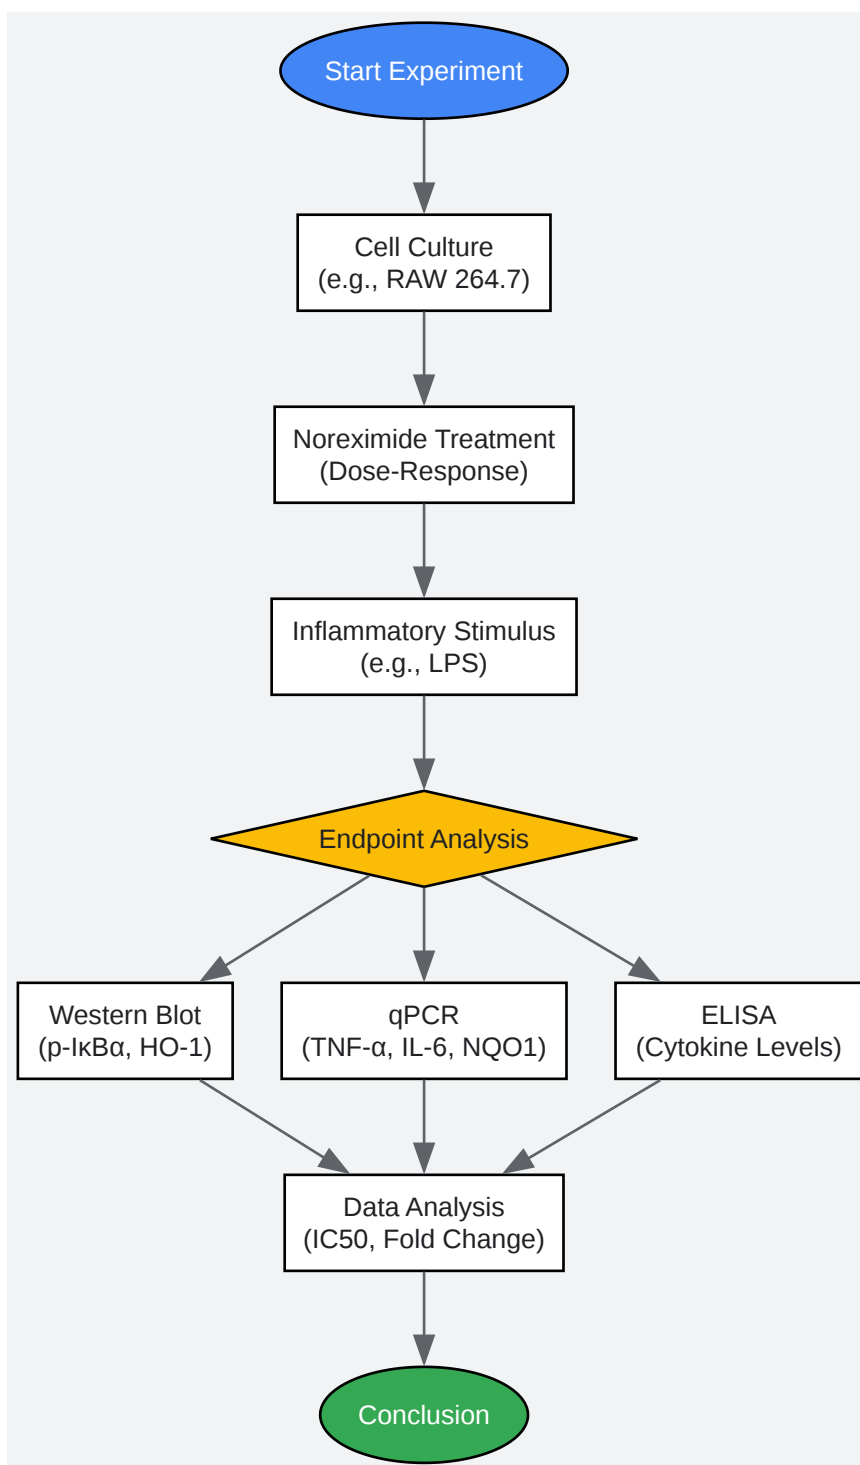 Start Experiment
Cell Culture
(e.g., RAW 264.7)
Noreximide Treatment
(Dose-Response)
Inflammatory Stimulus
(e.g., LPS)
Endpoint Analysis
Western Blot
(p-IκBα, HO-1)
qPCR
(TNF-α, IL-6, NQO1)
ELISA
(Cytokine Levels)
Data Analysis
(IC50, Fold Change)
Conclusion